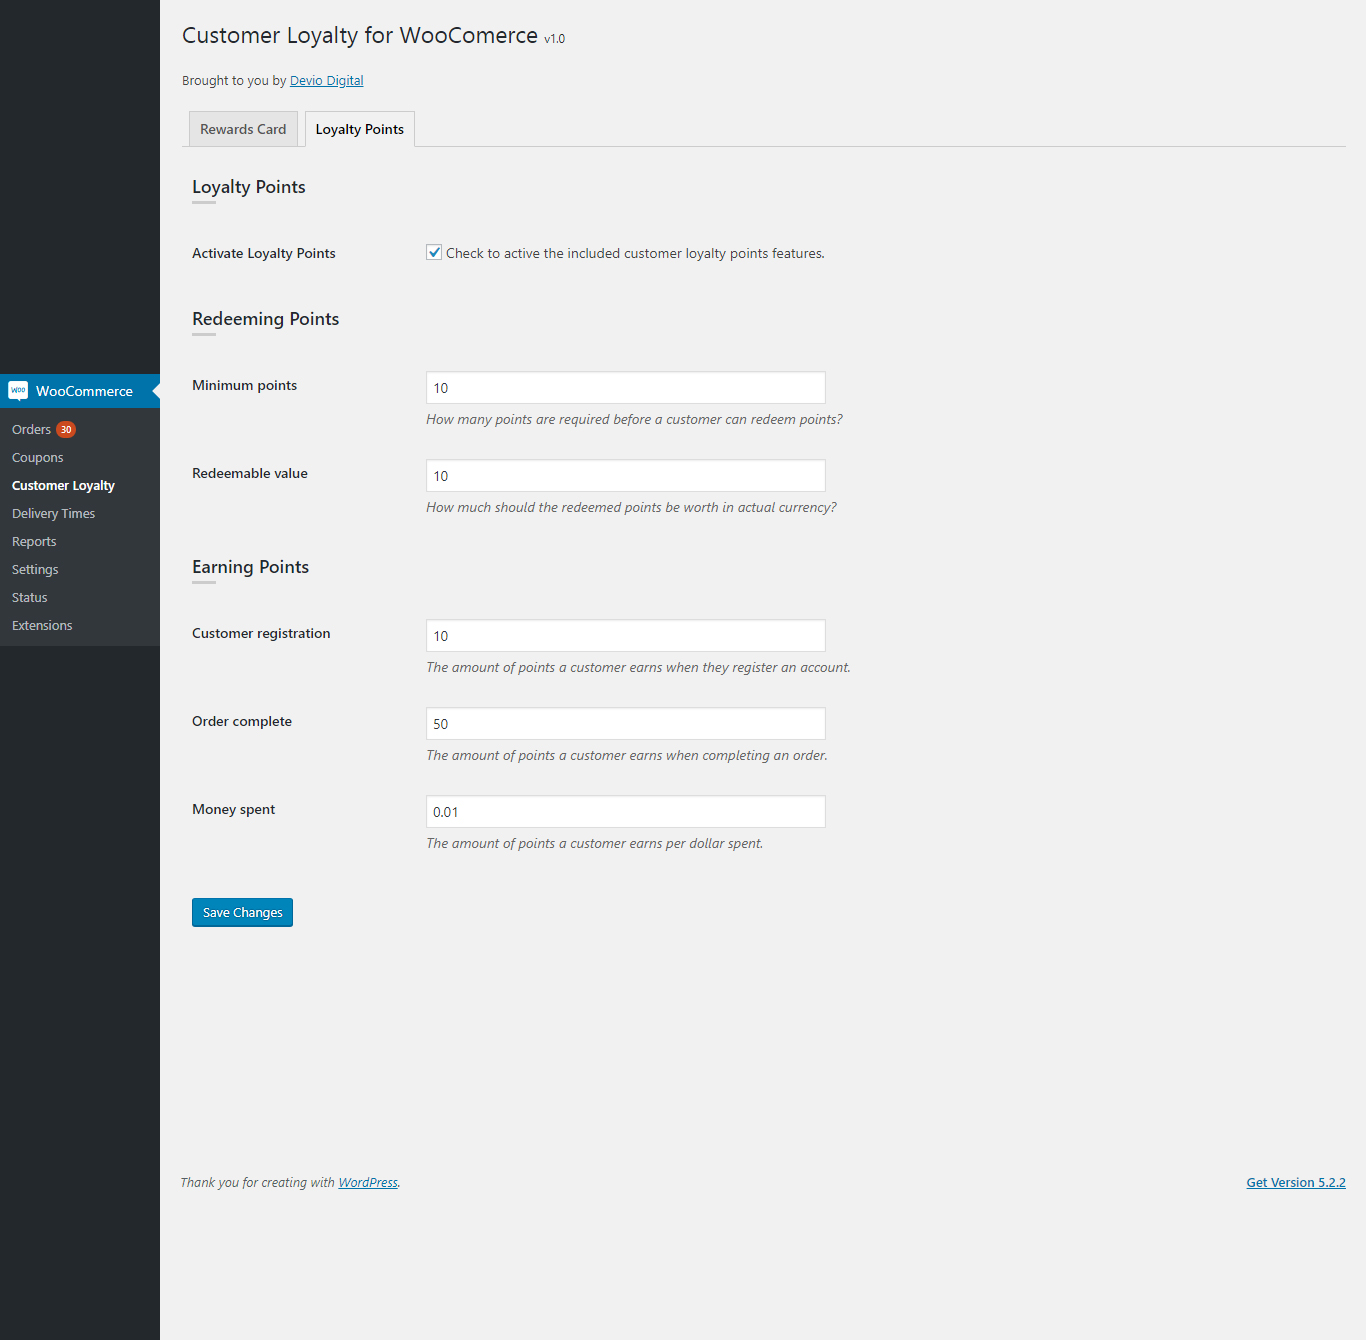 Customer Loyalty for WooComerce v1.0
Brought to you by Devio Digital
Rewards Card
Loyalty Points
Loyalty Points
Activate Loyalty Points
Check to active the included customer loyalty points features.
Redeeming Points
Minimum points
10
How many points are required before a customer can redeem points?
Redeemable value
10
How much should the redeemed points be worth in actual currency?
Earning Points
Customer registration
10
The amount of points a customer earns when they register an account.
Order complete
50
The amount of points a customer earns when completing an order.
Money spent
0.01
The amount of points a customer earns per dollar spent.
Save Changes
Woo WooCommerce
Orders 30
Coupons
Customer Loyalty
Delivery Times
Reports
Settings
Status
Extensions
Thank you for creating with WordPress.
Get Version 5.2.2